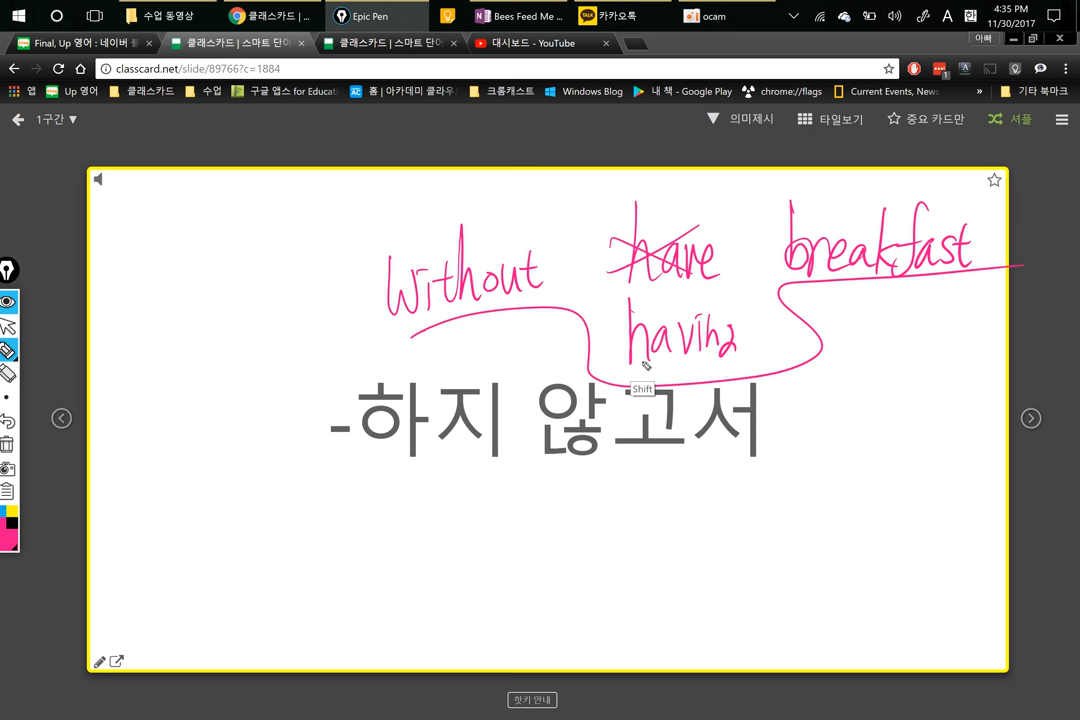 수업 동영상 클래스카드 | ... Epic Pen Bees Feed Me ... 카카오톡 ocam A 한 4:35 PM
11/30/2017
Final, Up 영어 : 네이버 클래스카드 | 스마트 단어 클래스카드 | 스마트 단어 대시보드 - YouTube 아빠
classcard.net/slide/89766?c=1884
앱 Up 영어 클래스카드 수업 구글 앱스 for Educati 홈 | 아카데미 클라우 크롬캐스트 Windows Blog 내 책 - Google Play chrome://flags Current Events, News » 기타 북마크
1구간 ▼ ▼ 의미제시 타일보기 중요 카드만 셔플
without have breakfast
having
Shift
-하지 않고서
핫키 안내